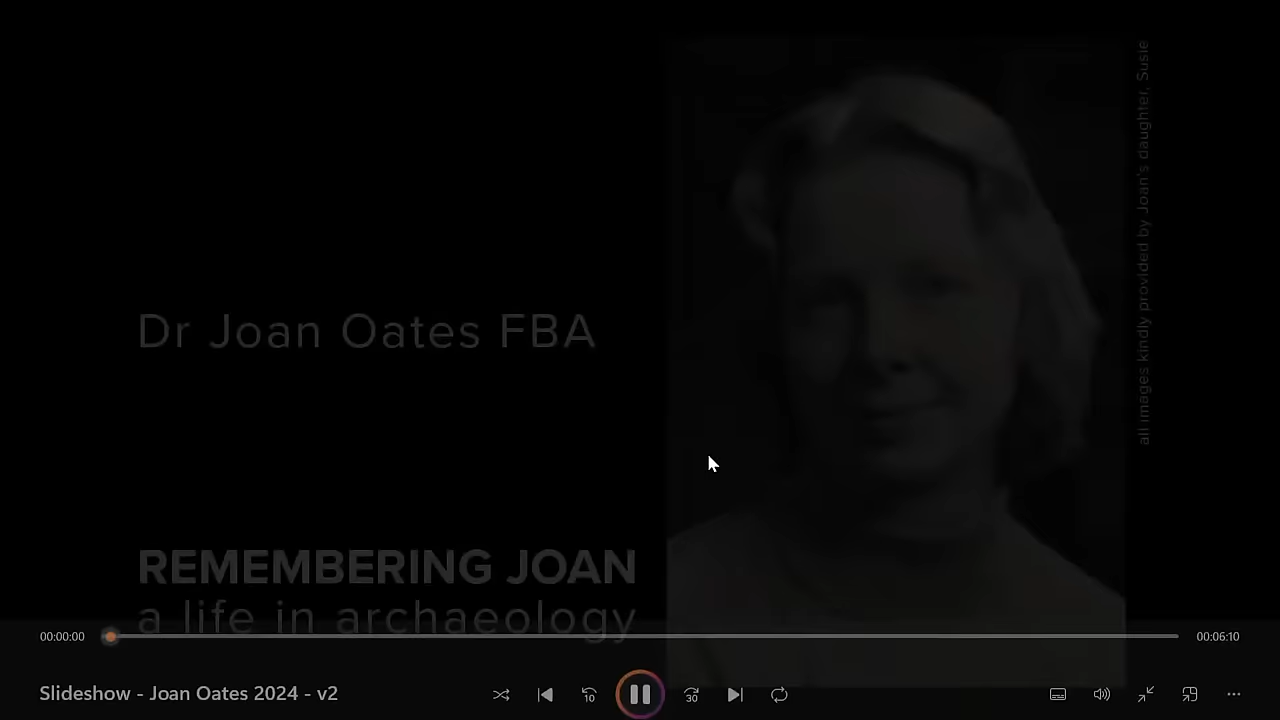 Dr Joan Oates FBA
REMEMBERING JOAN
a life in archaeology
all images kindly provided by Joan's daughter, Susie
00:00:00
00:06:10
Slideshow - Joan Oates 2024 - v2
10
30